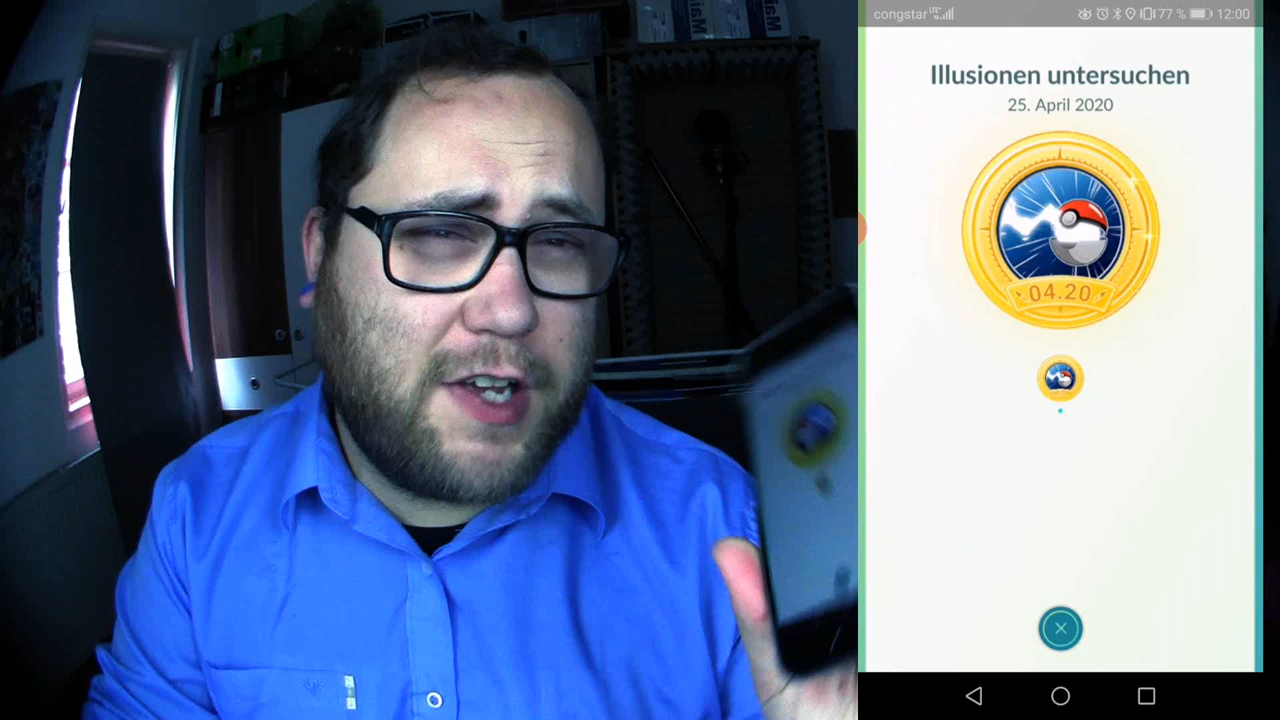 congstar 77 % 12:00
Illusionen untersuchen
25. April 2020
04.20